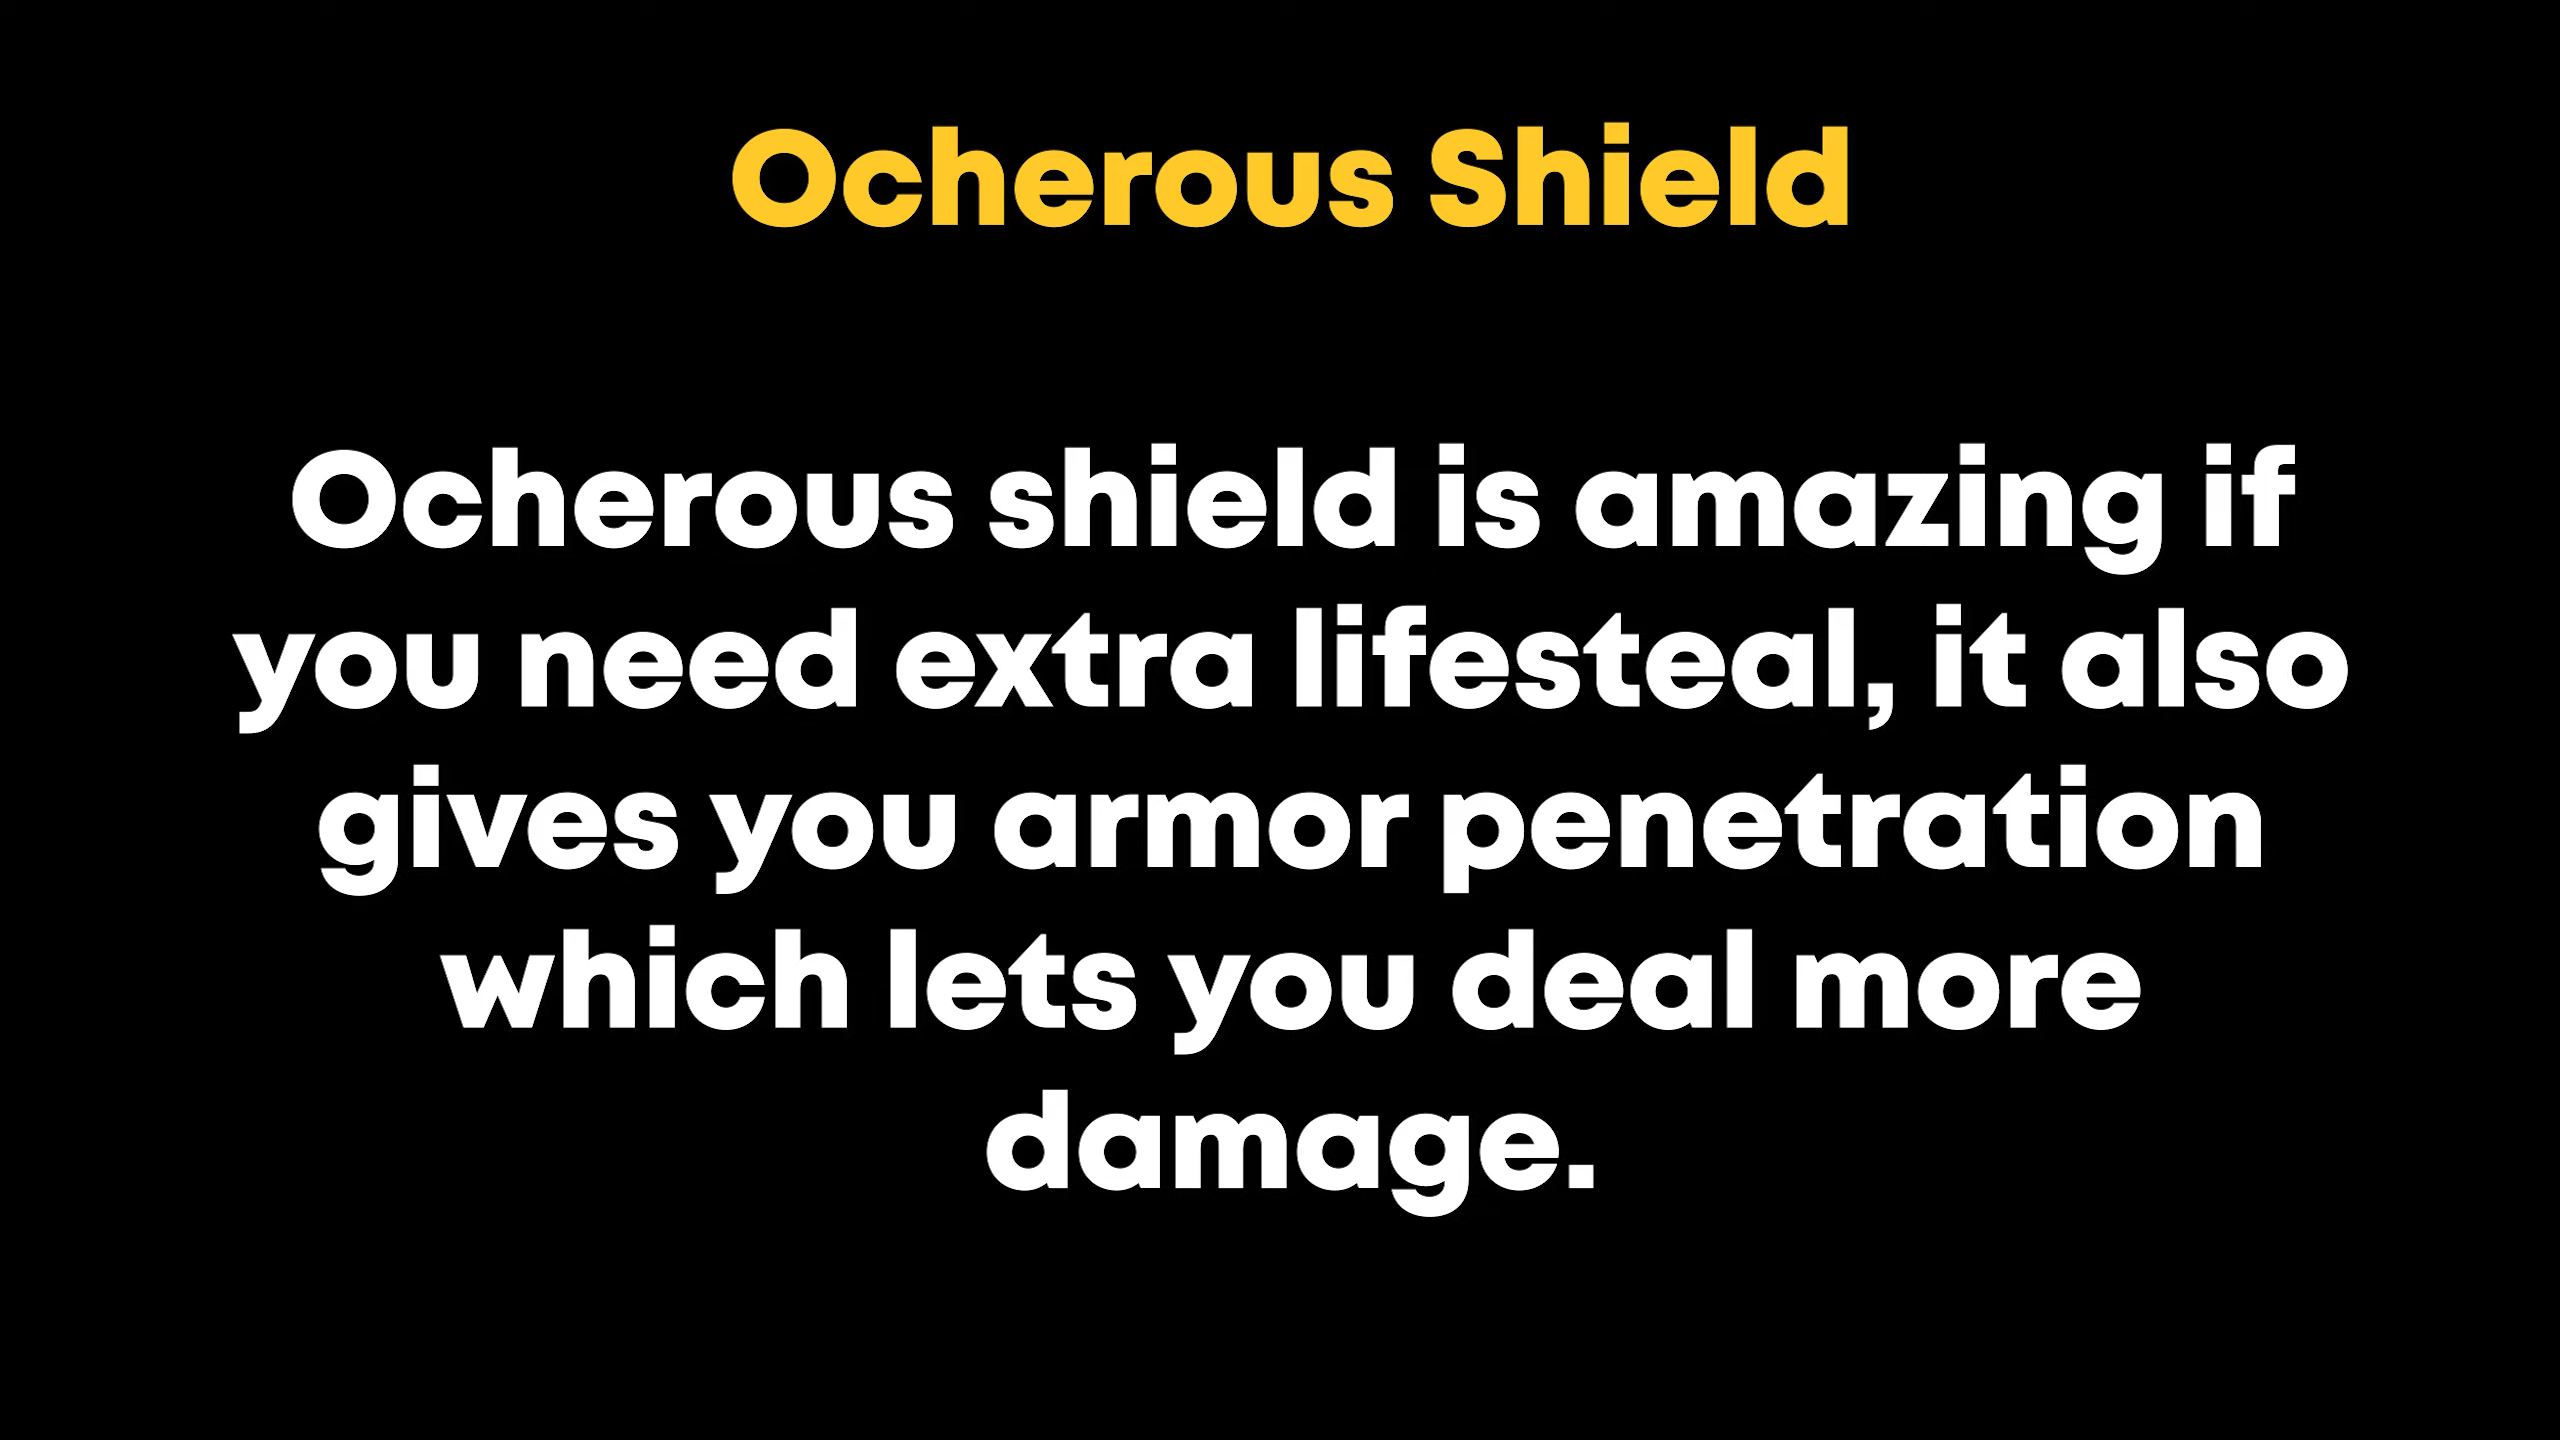 Ocherous Shield
Ocherous shield is amazing if
you need extra lifesteal, it also
gives you armor penetration
which lets you deal more
damage.